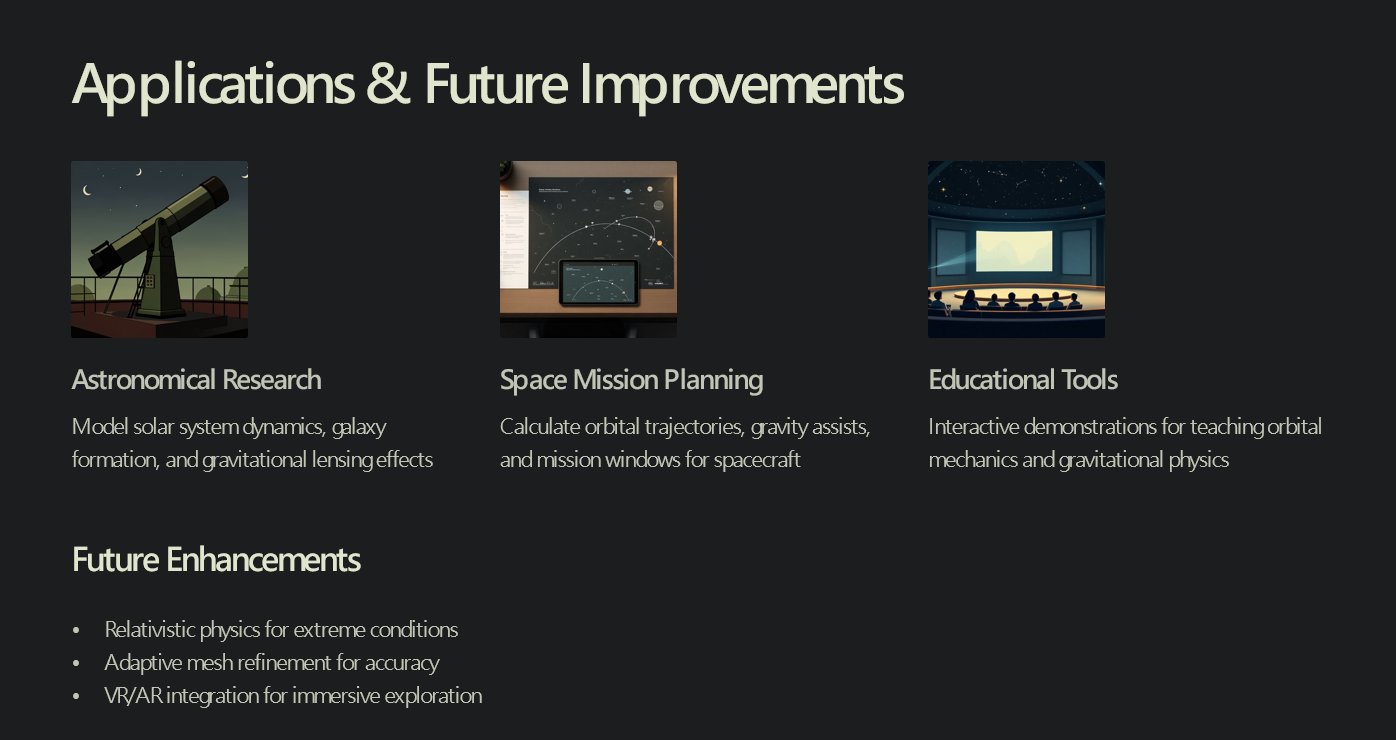 Applications & Future Improvements
Astronomical Research
Model solar system dynamics, galaxy
formation, and gravitational lensing effects
Space Mission Planning
Calculate orbital trajectories, gravity assists,
and mission windows for spacecraft
Educational Tools
Interactive demonstrations for teaching orbital
mechanics and gravitational physics
Future Enhancements
• Relativistic physics for extreme conditions
• Adaptive mesh refinement for accuracy
• VR/AR integration for immersive exploration